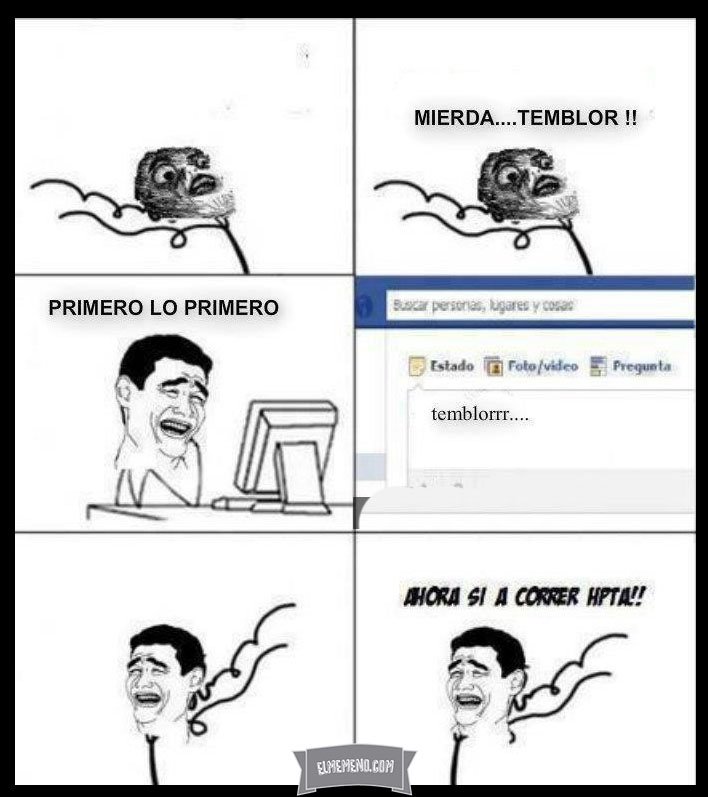 MIERDA....TEMBLOR !!
PRIMERO LO PRIMERO
Buscar personas, lugares y cosas
Estado Foto/video Pregunta
temblorrr....
AHORA SI A CORRER HPTA!!
ELMEMENO.COM